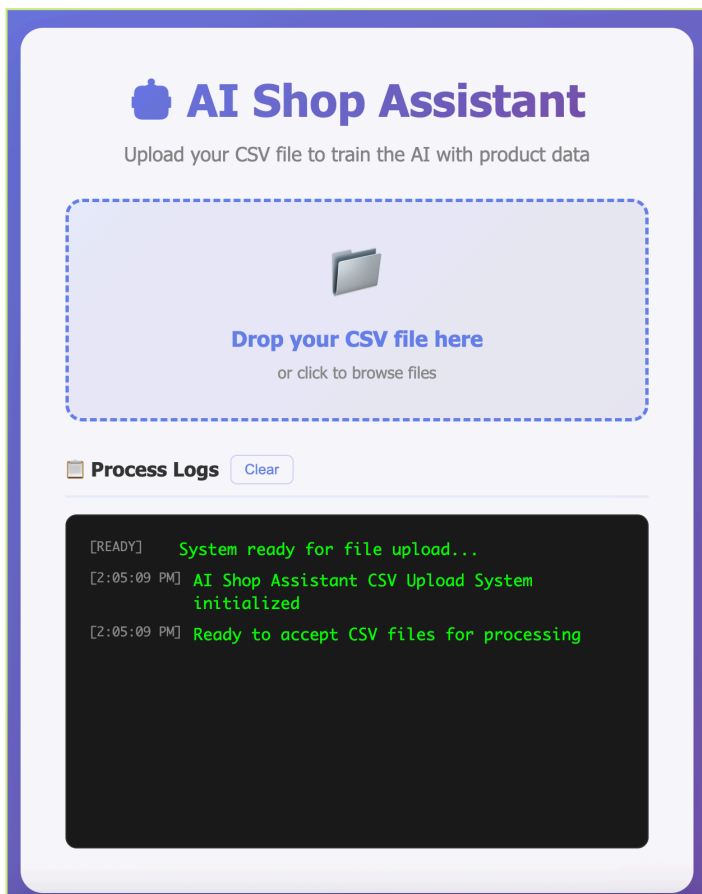 AI Shop Assistant
Upload your CSV file to train the AI with product data
Drop your CSV file here
or click to browse files
Process Logs
Clear
[READY] System ready for file upload...
[2:05:09 PM] AI Shop Assistant CSV Upload System
initialized
[2:05:09 PM] Ready to accept CSV files for processing